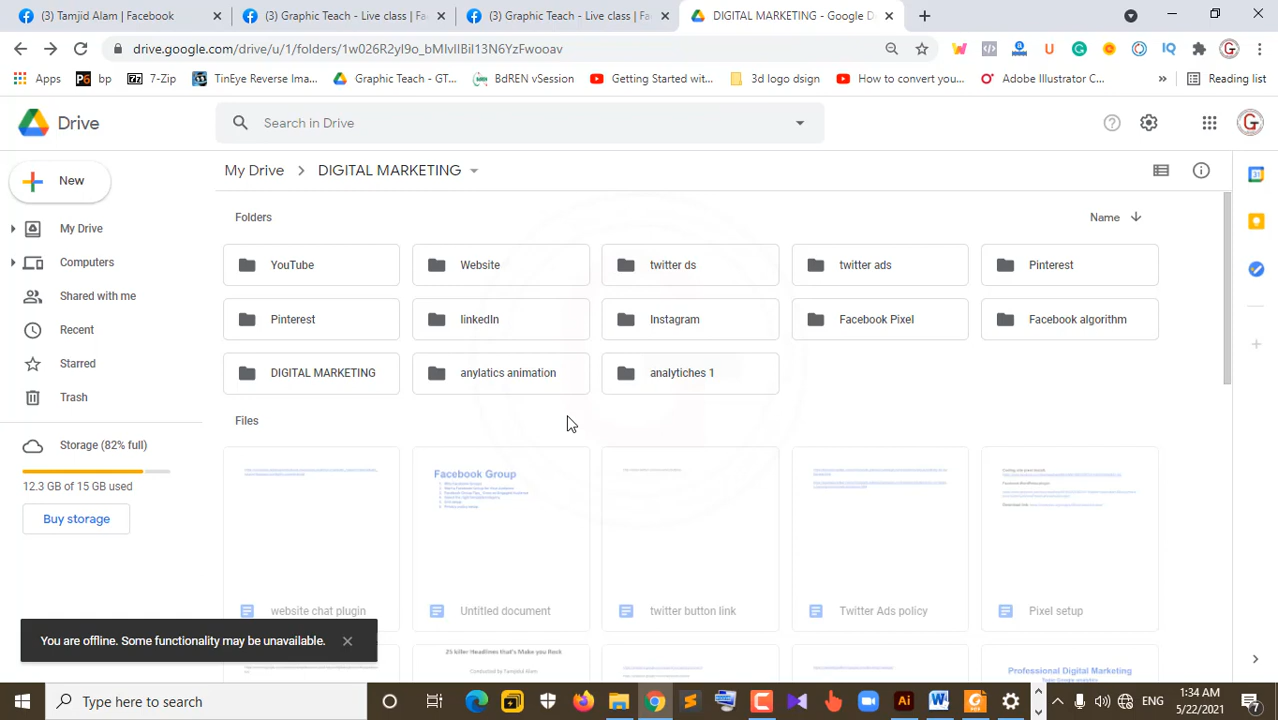 (3) Tamjid Alam | Facebook
(3) Graphic Teach - Live class | Fa
(3) Graphic Teach - Live class | Fa
DIGITAL MARKETING - Google D
drive.google.com/drive/u/1/folders/
Apps
bp
7-Zip
TinEye Reverse Ima...
Graphic Teach - GT...
BdREN vSession
Getting Started wit...
3d logo dsign
How to convert you...
Adobe Illustrator C...
»
Reading list
Drive
Search in Drive
New
My Drive
DIGITAL MARKETING
My Drive
Computers
Shared with me
Recent
Starred
Trash
Storage (82% full)
12.3 GB of 15 GB us
Buy storage
Folders
Name
YouTube
Website
twitter ds
twitter ads
Pinterest
Pinterest
linkedIn
Instagram
Facebook Pixel
Facebook algorithm
DIGITAL MARKETING
anylatics animation
analytiches 1
Files
Facebook Group
website chat plugin
Untitled document
twitter button link
Twitter Ads policy
Pixel setup
25 killer Headlines that's Make you Rock
Conducted by Tamjidul Alam
Professional Digital Marketing
You are offline. Some functionality may be unavailable.
Type here to search
ENG
1:34 AM
5/22/2021